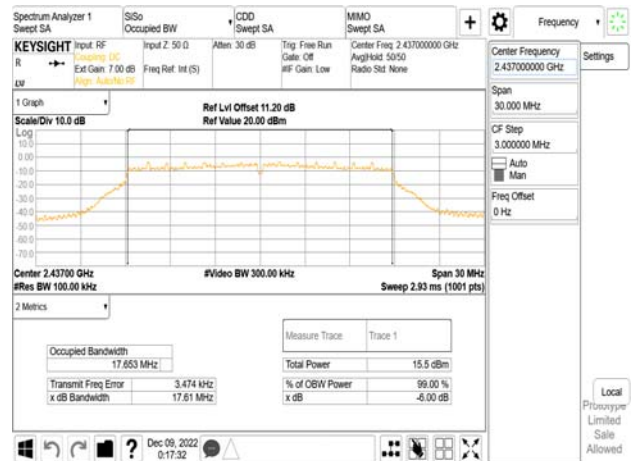 Spectrum Analyzer 1
Swept SA
SISo
Occupied BW
CDD
Swept SA
MIMO
Swept SA
+
Frequency
KEYSIGHT
R
Input: RF
Coupling: DC
Ext Gain: 7.00 dB
Align: Auto/No RF
Input Z: 50 Ω
Freq Ref: Int (S)
Atten: 30 dB
Trig: Free Run
Gate: Off
#IF Gain: Low
Center Freq: 2.437000000 GHz
Avg|Hold: 50/50
Radio Std: None
Center Frequency
2.437000000 GHz
Settings
Span
30.000 MHz
CF Step
3.000000 MHz
Auto
Man
Freq Offset
0 Hz
1 Graph
Scale/Div 10.0 dB
Ref Lvl Offset 11.20 dB
Ref Value 20.00 dBm
Log
10.0
0.00
-10.0
-20.0
-30.0
-40.0
-50.0
-60.0
-70.0
Center 2.43700 GHz
#Res BW 100.00 kHz
#Video BW 300.00 kHz
Span 30 MHz
Sweep 2.93 ms (1001 pts)
2 Metrics
Measure Trace
Trace 1
Occupied Bandwidth
17.653 MHz
Total Power
15.5 dBm
Transmit Freq Error
3.474 kHz
% of OBW Power
99.00 %
x dB Bandwidth
17.61 MHz
x dB
-6.00 dB
Local
Prototype
Limited
Sale
Allowed
?
Dec 09, 2022
0:17:32